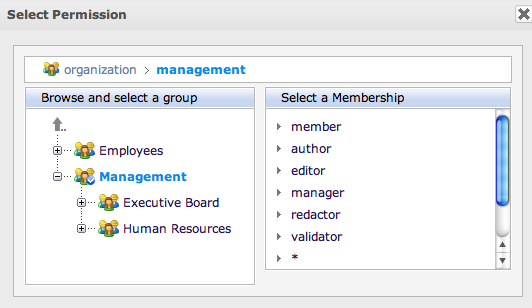 Select Permission
organization > management
Browse and select a group
Select a Membership
..
Employees
Management
Executive Board
Human Resources
member
author
editor
manager
redactor
validator
*